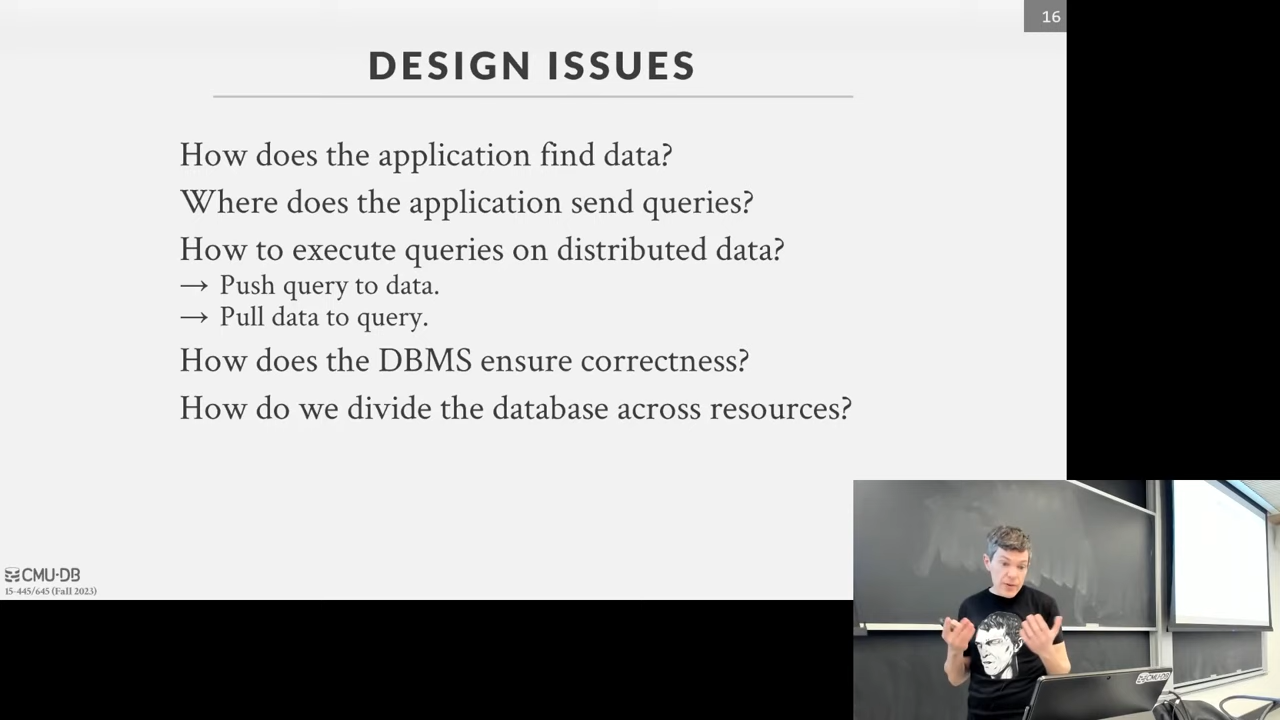 16
DESIGN ISSUES
How does the application find data?
Where does the application send queries?
How to execute queries on distributed data?
→ Push query to data.
→ Pull data to query.
How does the DBMS ensure correctness?
How do we divide the database across resources?
CMU·DB
15-445/645 (Fall 2023)
CMU·DB